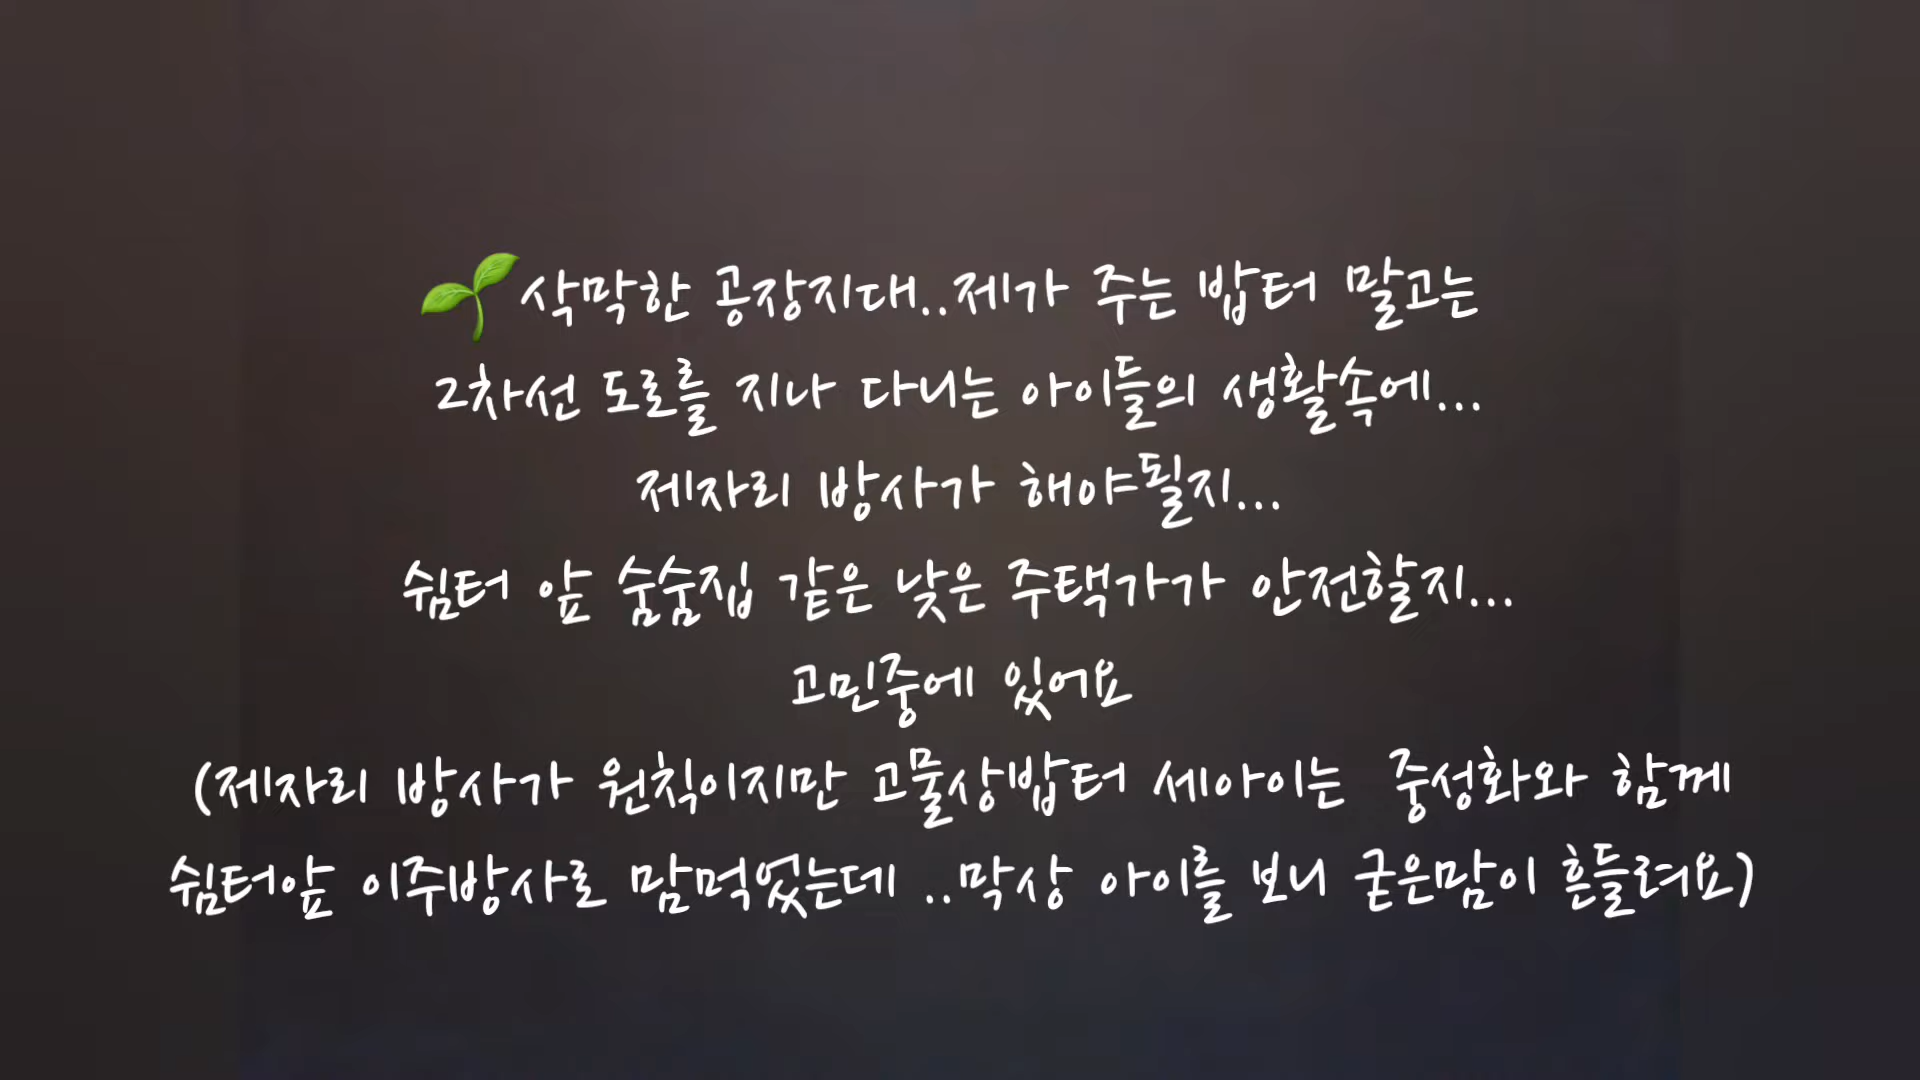 🌱삭막한 공장지대..제가 주는 밥터 말고는
2차선 도로를 지나 다니는 아이들의 생활속에...
제자리 방사가 해야될지...
쉼터 앞 숨숨집 같은 낮은 주택가가 안전할지...
고민중에 있어요
(제자리 방사가 원칙이지만 고물상밥터 세아이는 중성화와 함께
쉼터앞 이주방사로 맘먹었는데 ..막상 아이를 보니 굳은맘이 흔들려요)